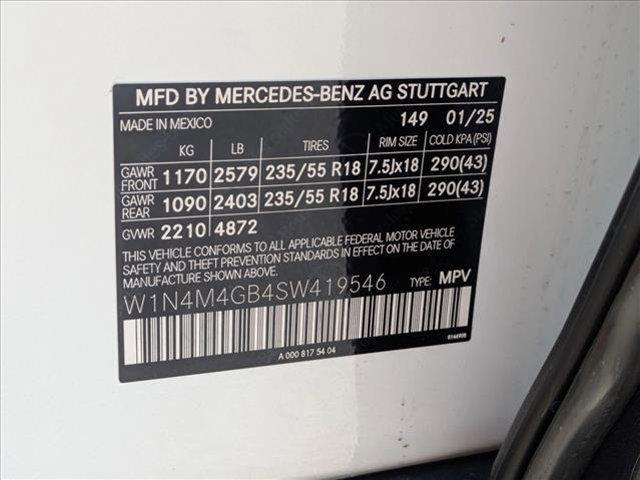 MFD BY MERCEDES-BENZ AG STUTTGART
MADE IN MEXICO 149 01/25
KG LB TIRES RIM SIZE COLD KPA(PSI)
GAWR FRONT 1170 2579 235/55 R18 7.5Jx18 290(43)
GAWR REAR 1090 2403 235/55 R18 7.5Jx18 290(43)
GVWR 2210 4872
THIS VEHICLE CONFORMS TO ALL APPLICABLE FEDERAL MOTOR VEHICLE
SAFETY AND THEFT PREVENTION STANDARDS IN EFFECT ON THE DATE OF
MANUFACTURE SHOWN ABOVE.
W1N4M4GB4SW419546 TYPE: MPV
A 000 817 54 04